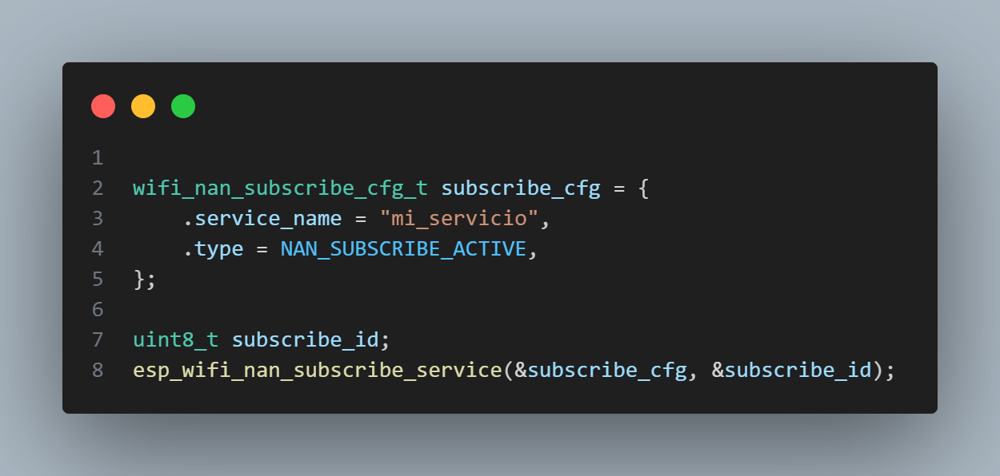 1
2 wifi_nan_subscribe_cfg_t subscribe_cfg = {
3     .service_name = "mi_servicio",
4     .type = NAN_SUBSCRIBE_ACTIVE,
5 };
6
7 uint8_t subscribe_id;
8 esp_wifi_nan_subscribe_service(&subscribe_cfg, &subscribe_id);